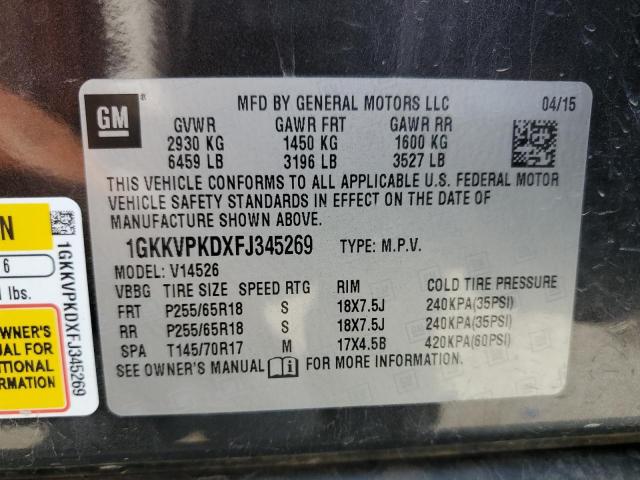 GM
®
MFD BY GENERAL MOTORS LLC 04/15
GVWR GAWR FRT GAWR RR
2930 KG 1450 KG 1600 KG
6459 LB 3196 LB 3527 LB
THIS VEHICLE CONFORMS TO ALL APPLICABLE U.S. FEDERAL MOTOR
VEHICLE SAFETY STANDARDS IN EFFECT ON THE DATE OF
MANUFACTURE SHOWN ABOVE.
1GKKVPKDXFJ345269 TYPE: M.P.V.
MODEL: V14526
VBBG TIRE SIZE SPEED RTG RIM COLD TIRE PRESSURE
FRT P255/65R18 S 18X7.5J 240KPA(35PSI)
RR P255/65R18 S 18X7.5J 240KPA(35PSI)
SPA T145/70R17 M 17X4.5B 420KPA(60PSI)
SEE OWNER'S MANUAL i FOR MORE INFORMATION.
N
6
lbs.
OWNER'S
UAL FOR
ITIONAL
MATION
1GKKVPKDXFJ345269